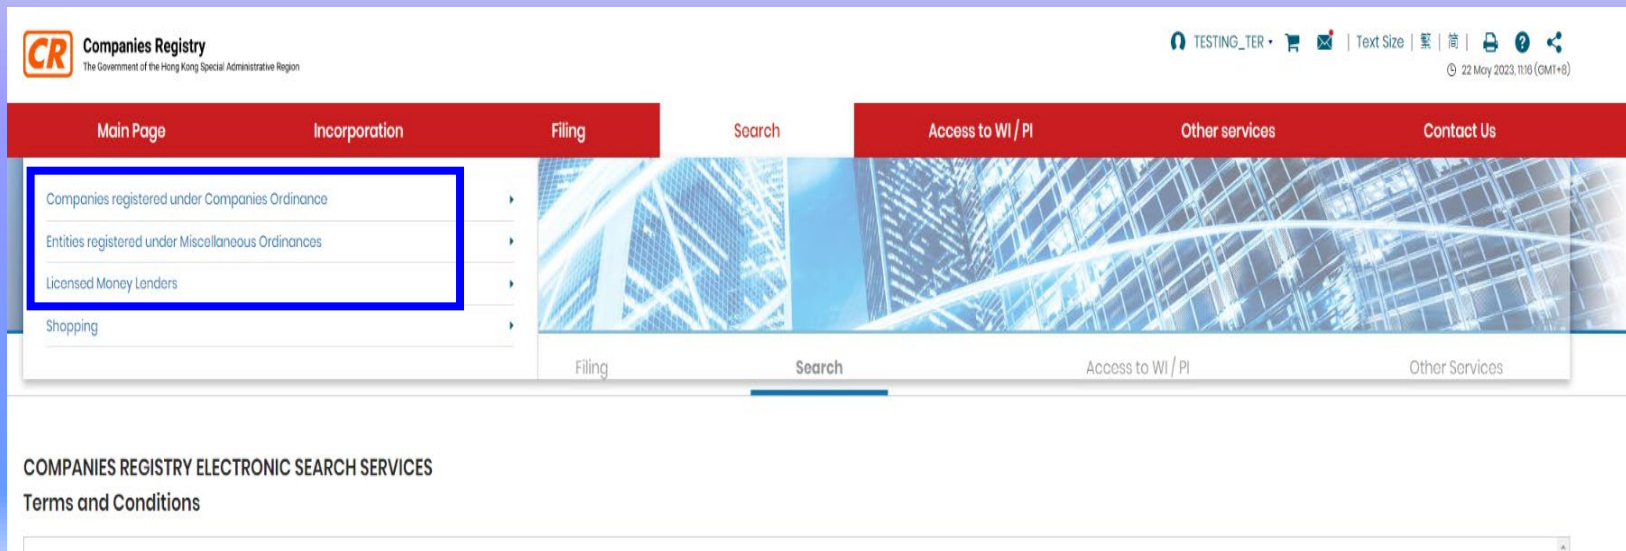 CR
Companies Registry
The Government of the Hong Kong Special Administrative Region
TESTING_TER
| Text Size | 繁 | 简 |
22 May 2023, 11:16 (GMT+8)
Main Page
Incorporation
Filing
Search
Access to WI / PI
Other services
Contact Us
Companies registered under Companies Ordinance
Entities registered under Miscellaneous Ordinances
Licensed Money Lenders
Shopping
Filing
Search
Access to WI / PI
Other Services
COMPANIES REGISTRY ELECTRONIC SEARCH SERVICES
Terms and Conditions